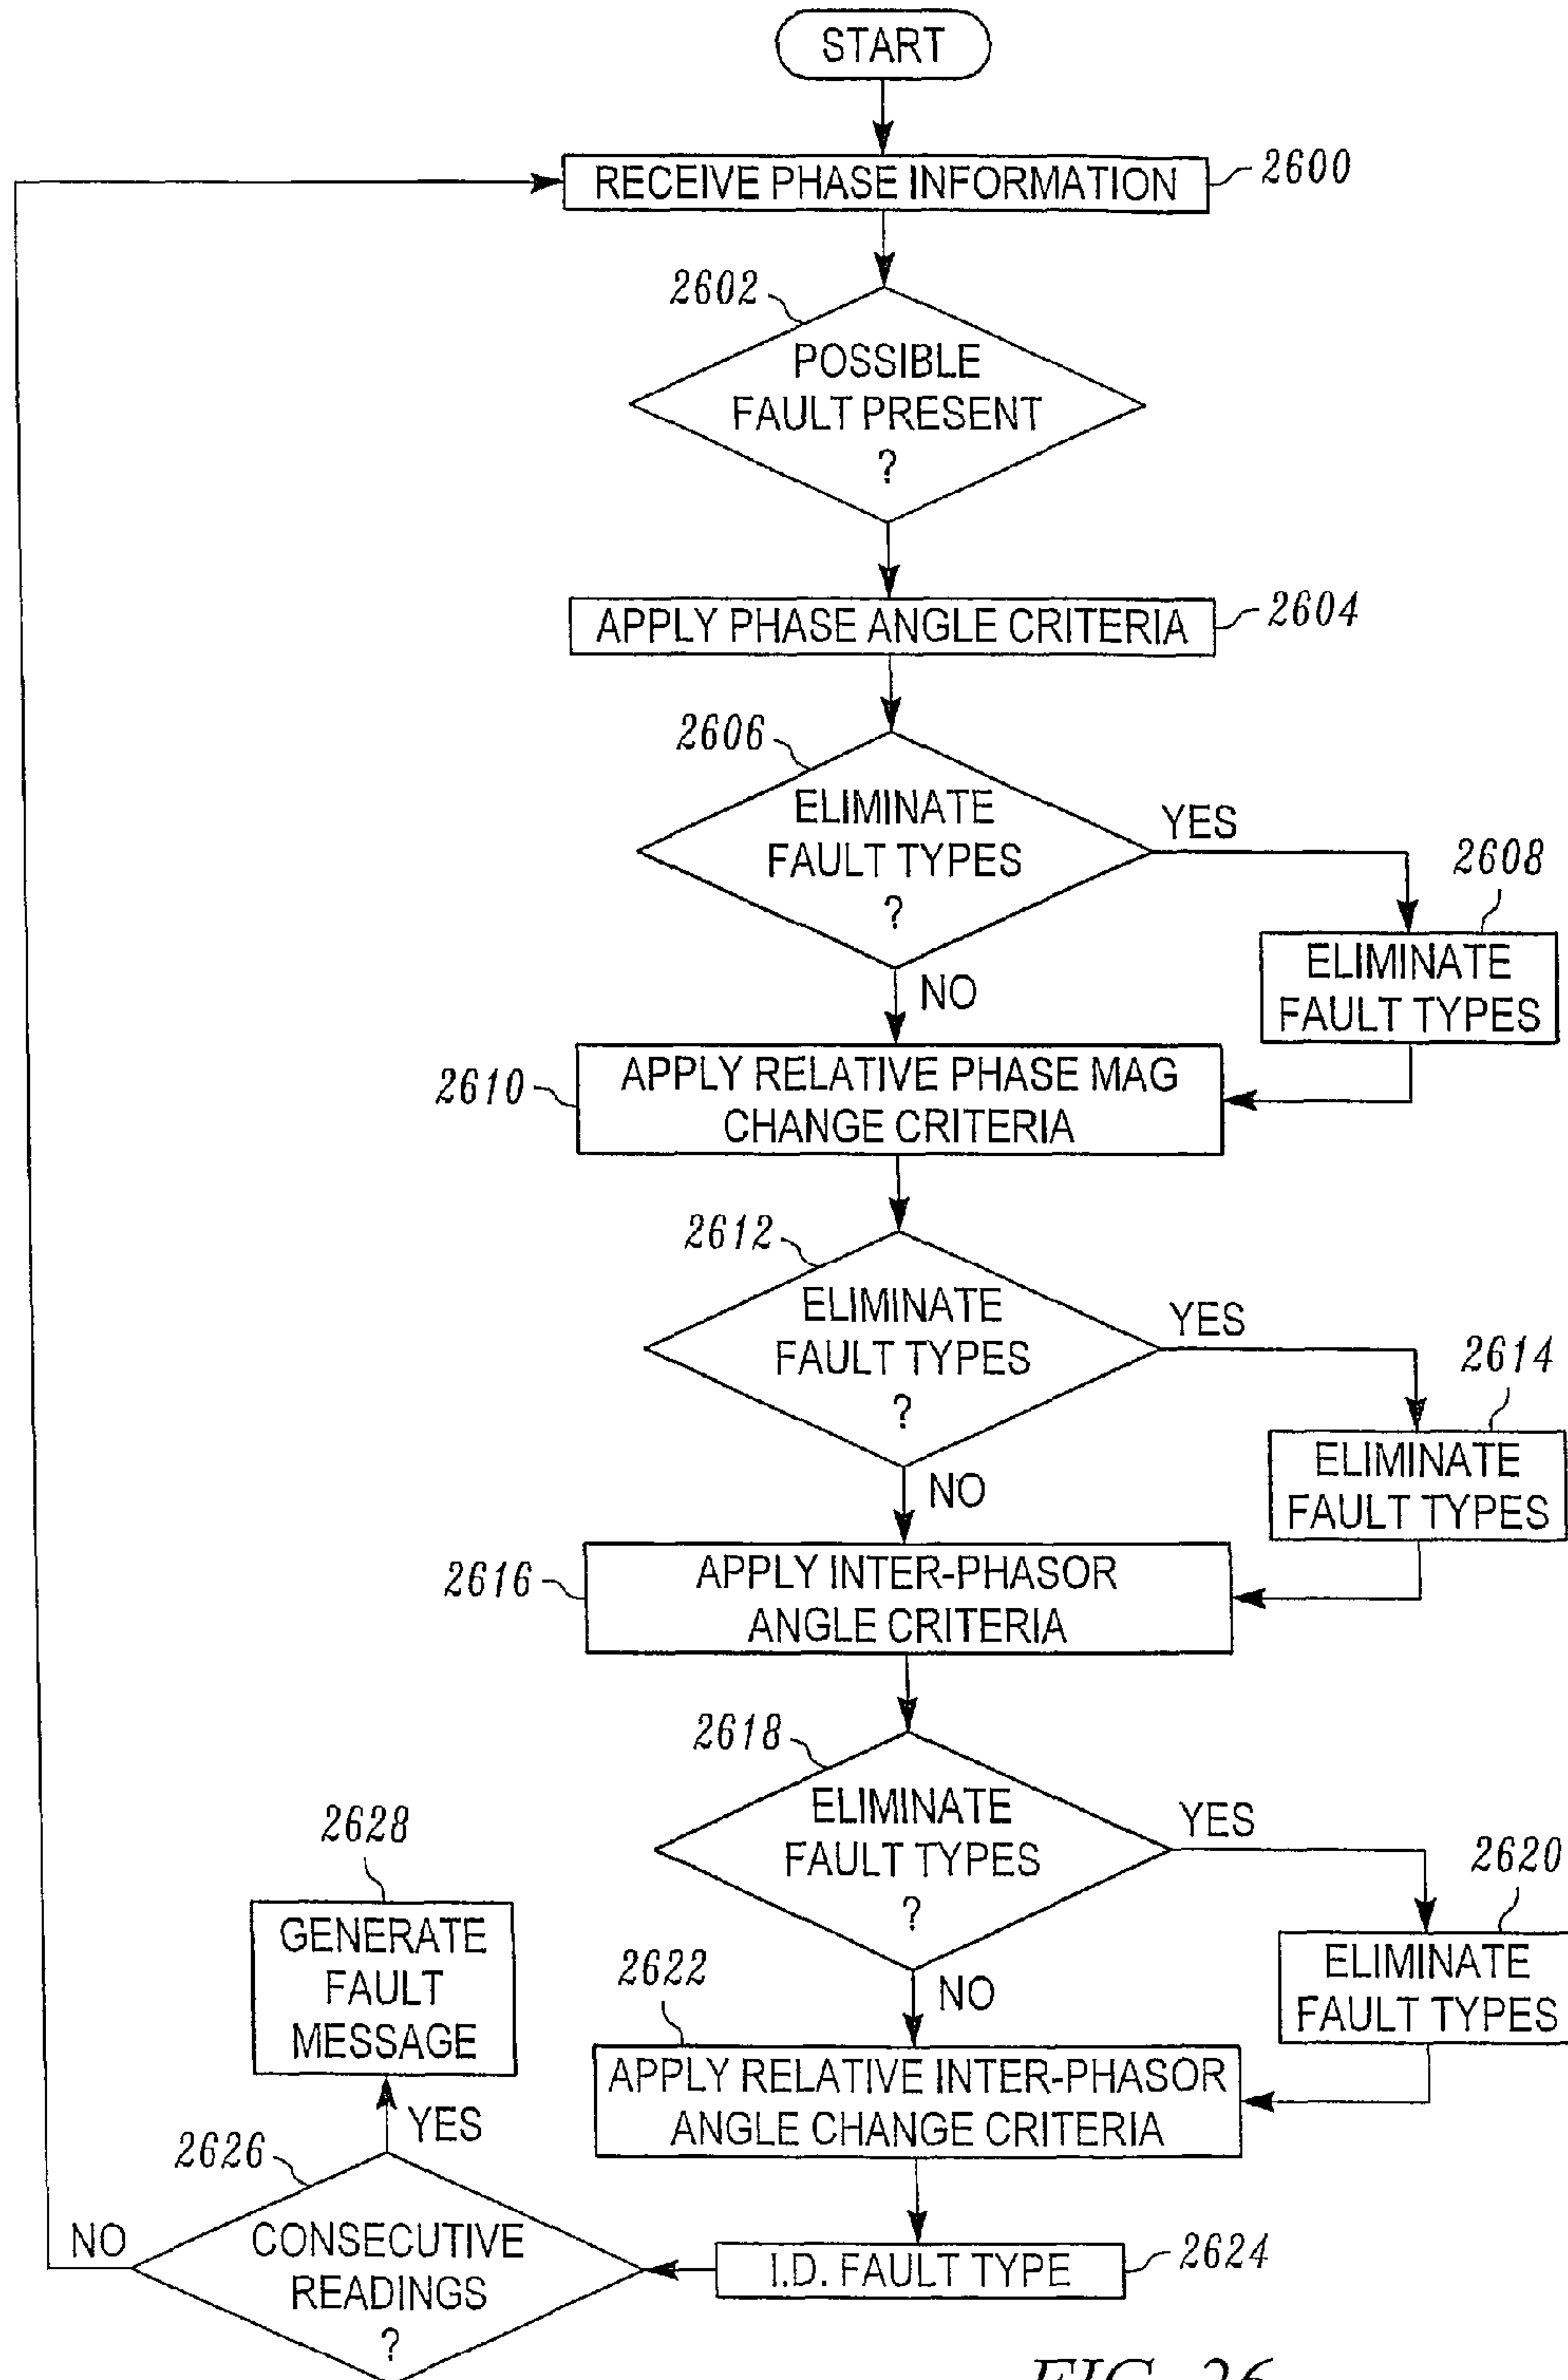 START
RECEIVE PHASE INFORMATION
2600
2602
POSSIBLE
FAULT PRESENT
?
APPLY PHASE ANGLE CRITERIA
2604
2606
ELIMINATE
FAULT TYPES
?
YES
2608
ELIMINATE
FAULT TYPES
NO
2610
APPLY RELATIVE PHASE MAG
CHANGE CRITERIA
2612
ELIMINATE
FAULT TYPES
?
YES
2614
ELIMINATE
FAULT TYPES
NO
2616
APPLY INTER-PHASOR
ANGLE CRITERIA
2618
ELIMINATE
FAULT TYPES
?
YES
2620
ELIMINATE
FAULT TYPES
NO
2622
APPLY RELATIVE INTER-PHASOR
ANGLE CHANGE CRITERIA
I.D. FAULT TYPE
2624
2626
CONSECUTIVE
READINGS
?
NO
YES
2628
GENERATE
FAULT
MESSAGE
FIG. 26